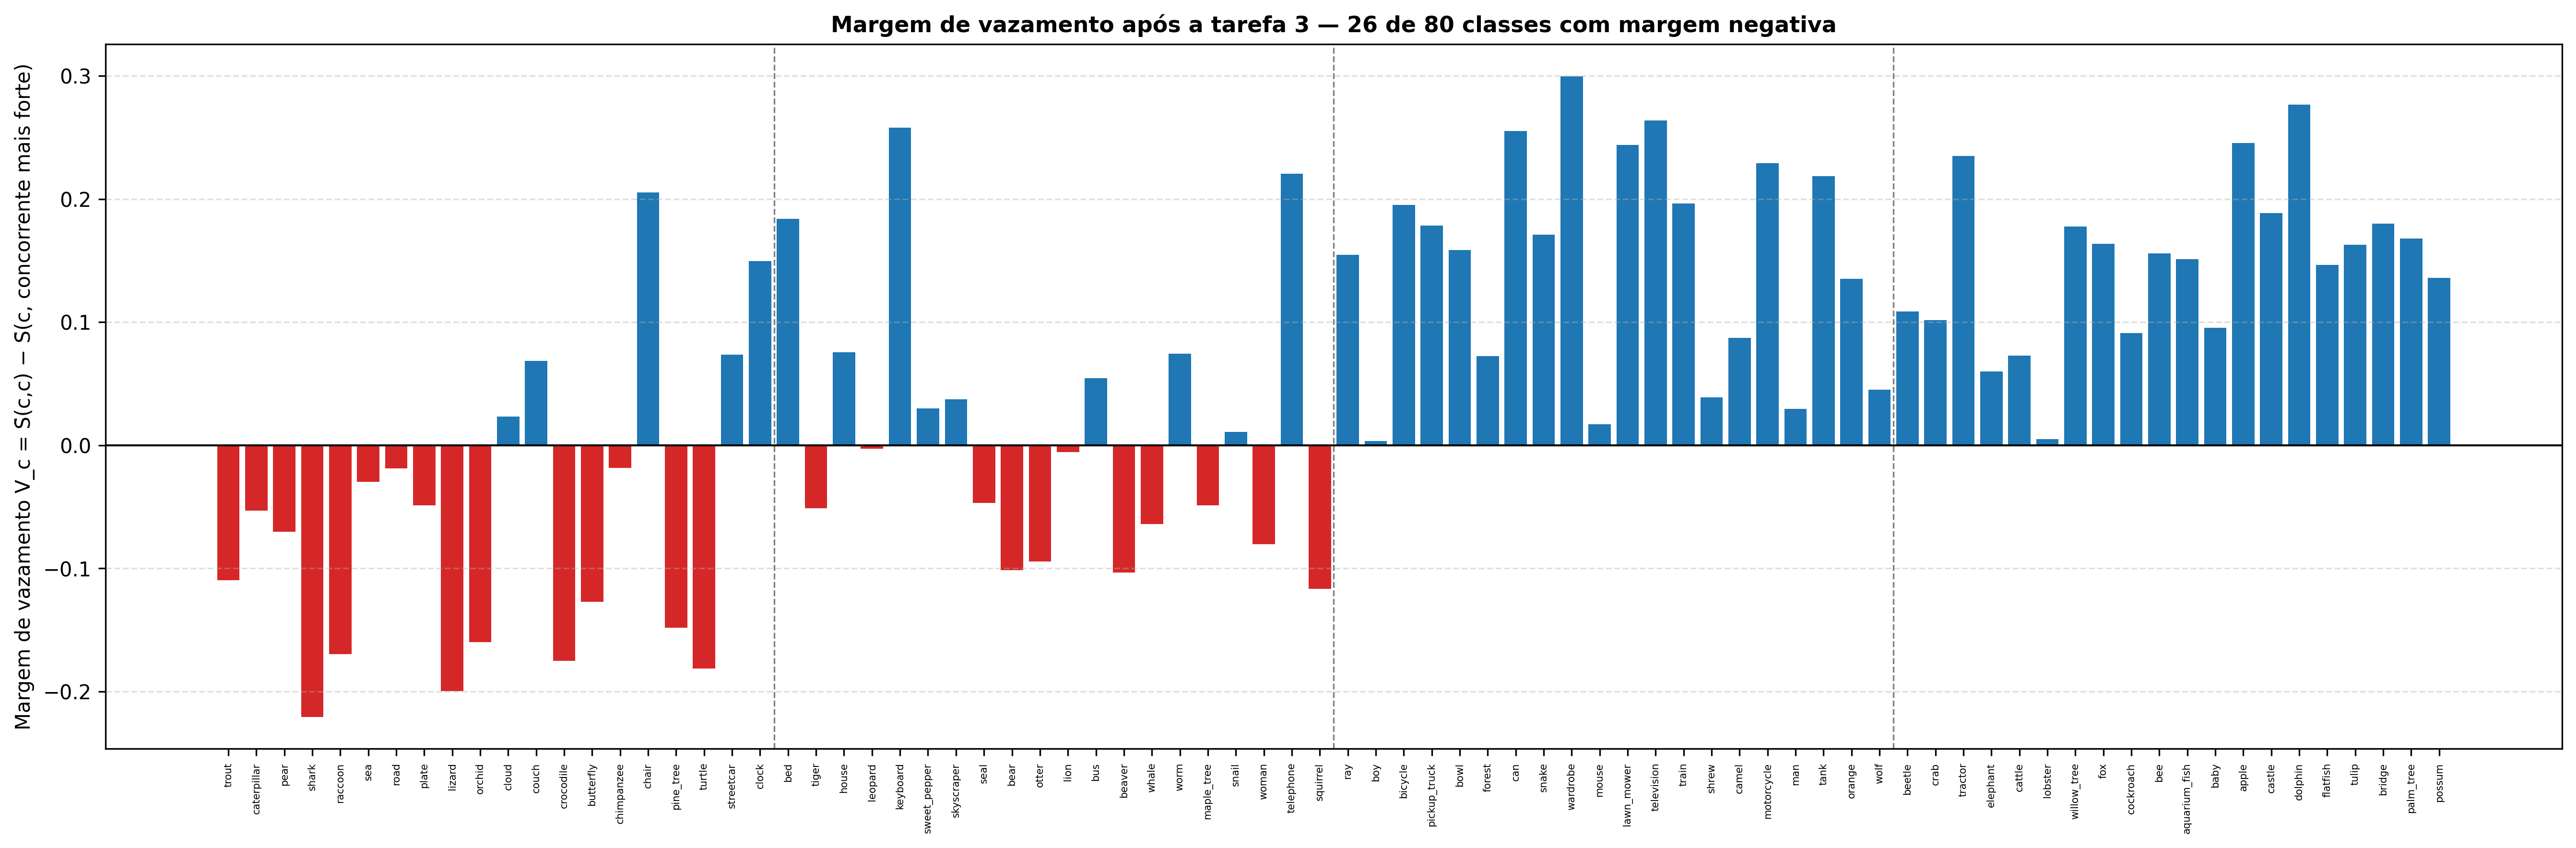 Margem de vazamento após a tarefa 3 — 26 de 80 classes com margem negativa
Margem de vazamento V_c = S(c,c) − S(c, concorrente mais forte)
0.3
0.2
0.1
0.0
−0.1
−0.2
trout
caterpillar
pear
shark
raccoon
sea
road
plate
lizard
orchid
cloud
couch
crocodile
butterfly
chimpanzee
chair
pine_tree
turtle
streetcar
clock
bed
tiger
house
leopard
keyboard
sweet_pepper
skyscraper
seal
bear
otter
lion
bus
beaver
whale
worm
maple_tree
snail
woman
telephone
squirrel
ray
boy
bicycle
pickup_truck
bowl
forest
can
snake
wardrobe
mouse
lawn_mower
television
train
shrew
camel
motorcycle
man
tank
orange
wolf
beetle
crab
tractor
elephant
cattle
lobster
willow_tree
fox
cockroach
bee
aquarium_fish
baby
apple
castle
dolphin
flatfish
tulip
bridge
palm_tree
possum